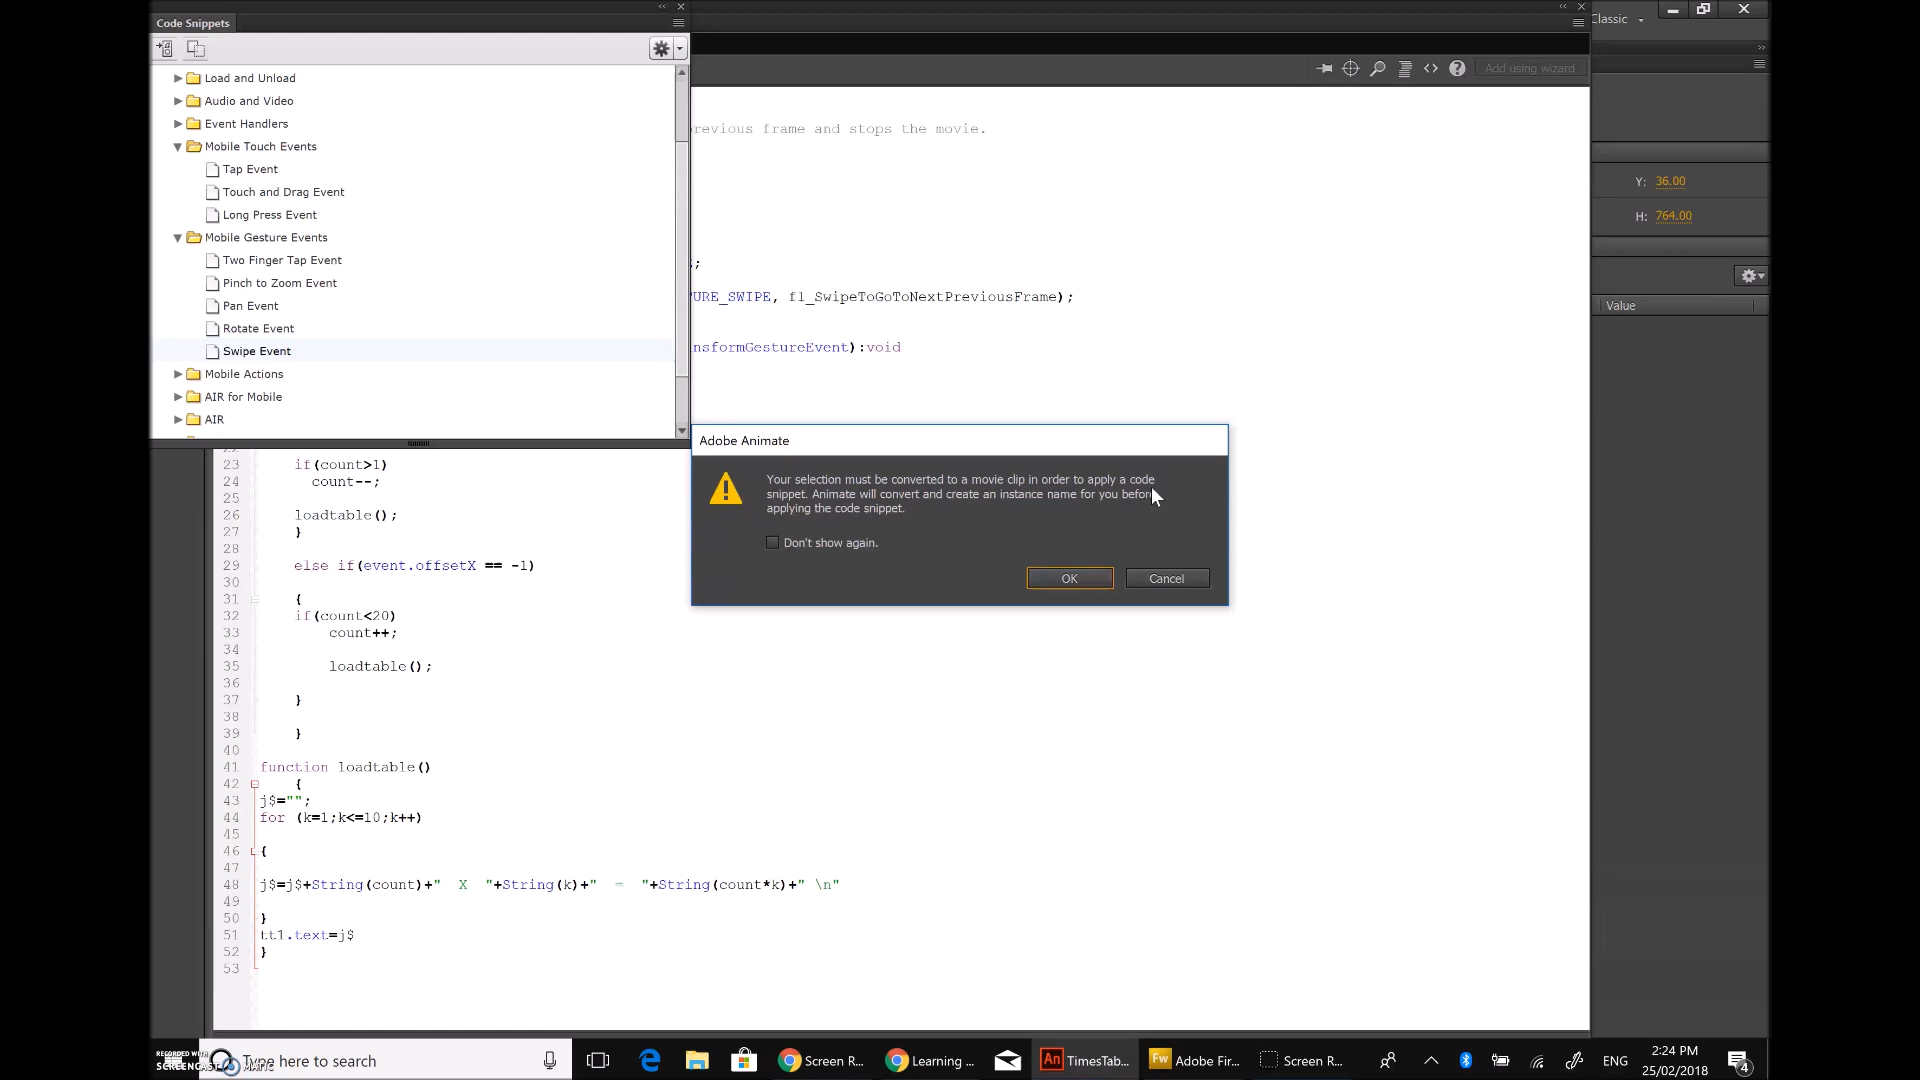 Code Snippets
Classic
Add using wizard
Load and Unload
Audio and Video
Event Handlers
Mobile Touch Events
Tap Event
Touch and Drag Event
Long Press Event
Mobile Gesture Events
Two Finger Tap Event
Pinch to Zoom Event
Pan Event
Rotate Event
Swipe Event
Mobile Actions
AIR for Mobile
AIR
revious frame and stops the movie.
;
URE_SWIPE, fl_SwipeToGoToNextPreviousFrame);
nsformGestureEvent):void
Y: 36.00
H: 764.00
Value
Adobe Animate
Your selection must be converted to a movie clip in order to apply a code
snippet. Animate will convert and create an instance name for you before
applying the code snippet.
Don't show again.
OK Cancel
23 if(count>1)
24 count--;
25
26 loadtable();
27 }
28
29 else if(event.offsetX == -1)
30
31 {
32 if(count<20)
33 count++;
34
35 loadtable();
36
37 }
38
39 }
40
41 function loadtable()
42 {
43 j$="";
44 for (k=1;k<=10;k++)
45
46 {
47
48 j$=j$+String(count)+"  X  "+String(k)+"  =  "+String(count*k)+" \n"
49
50 }
51 tt1.text=j$
52 }
53
RECORDED WITH
SCREENCAST MATIC
Type here to search
Screen R...
Learning ...
An TimesTab...
Fw Adobe Fir...
Screen R...
ENG
2:24 PM
25/02/2018
4